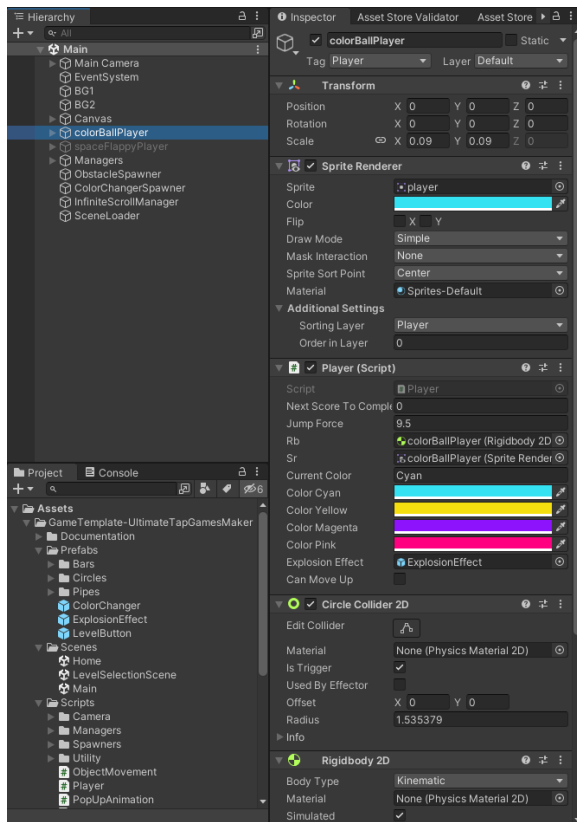 Hierarchy
All
Main
Main Camera
EventSystem
BG1
BG2
Canvas
colorBallPlayer
spaceFlappyPlayer
Managers
ObstacleSpawner
ColorChangerSpawner
InfiniteScrollManager
SceneLoader
Project Console
6
Assets
GameTemplate-UltimateTapGamesMaker
Documentation
Prefabs
Bars
Circles
Pipes
ColorChanger
ExplosionEffect
LevelButton
Scenes
Home
LevelSelectionScene
Main
Scripts
Camera
Managers
Spawners
Utility
ObjectMovement
Player
PopUpAnimation
Inspector Asset Store Validator Asset Store
colorBallPlayer Static
Tag Player Layer Default
Transform
Position X 0 Y 0 Z 0
Rotation X 0 Y 0 Z 0
Scale X 0.09 Y 0.09 Z 0
Sprite Renderer
Sprite player
Color
Flip X Y
Draw Mode Simple
Mask Interaction None
Sprite Sort Point Center
Material Sprites-Default
Additional Settings
Sorting Layer Player
Order in Layer 0
Player (Script)
Script Player
Next Score To Comple 0
Jump Force 9.5
Rb colorBallPlayer (Rigidbody 2D
Sr colorBallPlayer (Sprite Render
Current Color Cyan
Color Cyan
Color Yellow
Color Magenta
Color Pink
Explosion Effect ExplosionEffect
Can Move Up
Circle Collider 2D
Edit Collider
Material None (Physics Material 2D)
Is Trigger
Used By Effector
Offset X 0 Y 0
Radius 1.535379
Info
Rigidbody 2D
Body Type Kinematic
Material None (Physics Material 2D)
Simulated